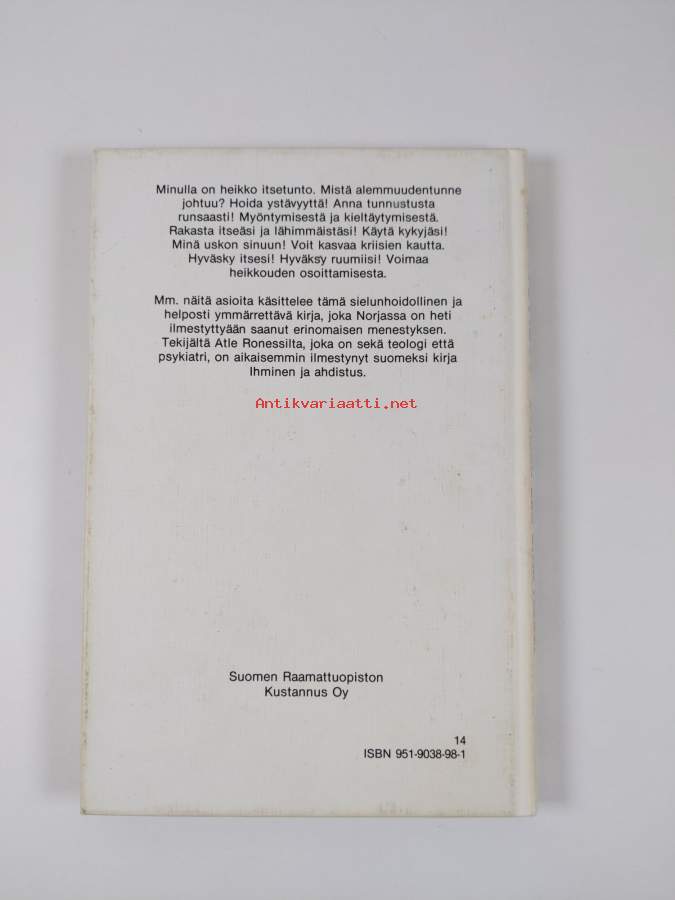 Minulla on heikko itsetunto. Mistä alemmuudentunne
johtuu? Hoida ystävyyttä! Anna tunnustusta
runsaasti! Myöntymisestä ja kieltäytymisestä.
Rakasta itseäsi ja lähimmäistäsi! Käytä kykyjäsi!
Minä uskon sinuun! Voit kasvaa kriisien kautta.
Hyväsky itsesi! Hyväksy ruumiisi! Voimaa
heikkouden osoittamisesta.
Mm. näitä asioita käsittelee tämä sielunhoidollinen ja
helposti ymmärrettävä kirja, joka Norjassa on heti
ilmestyttyään saanut erinomaisen menestyksen.
Tekijältä Atle Ronessilta, joka on sekä teologi että
psykiatri, on aikaisemmin ilmestynyt suomeksi kirja
Ihminen ja ahdistus.
Antikvariaatti.net
Suomen Raamattuopiston
Kustannus Oy
14
ISBN 951-9038-98-1